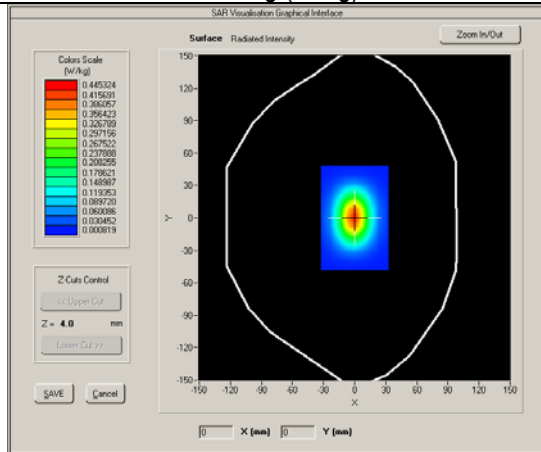 SAR Visualisation Graphical Interface
Surface Radiated Intensity
Zoom In/Out
Colors Scale
(W/kg)
0.445324
0.415691
0.386057
0.356423
0.326789
0.297156
0.267522
0.237888
0.208255
0.178621
0.148987
0.119353
0.089720
0.060086
0.030452
0.000819
Z-Cuts Control
<< Upper Cut
Z = 4.0 mm
Lower Cut >>
SAVE
Cancel
150
120
90
60
30
0
-30
-60
-90
-120
-150
Y
-150 -120 -90 -60 -30 0 30 60 90 120 150
X
0 X (mm) 0 Y (mm)